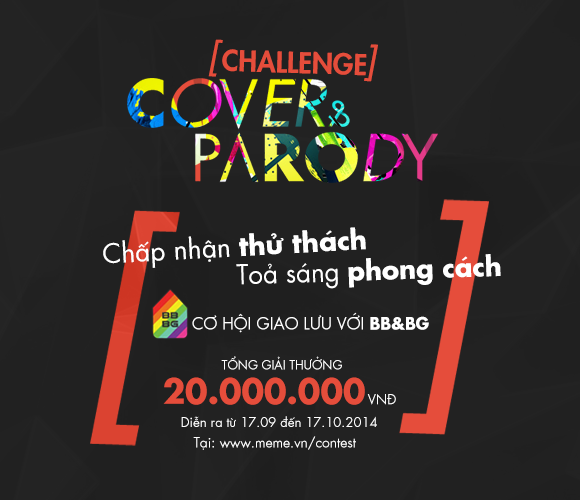 [CHALLENGE]
COVER &
PARODY
Chấp nhận thử thách
Toả sáng phong cách
BB
BG
CƠ HỘI GIAO LƯU VỚI BB&BG
TỔNG GIẢI THƯỞNG
20.000.000 VNĐ
Diễn ra từ 17.09 đến 17.10.2014
Tại: www.meme.vn/contest